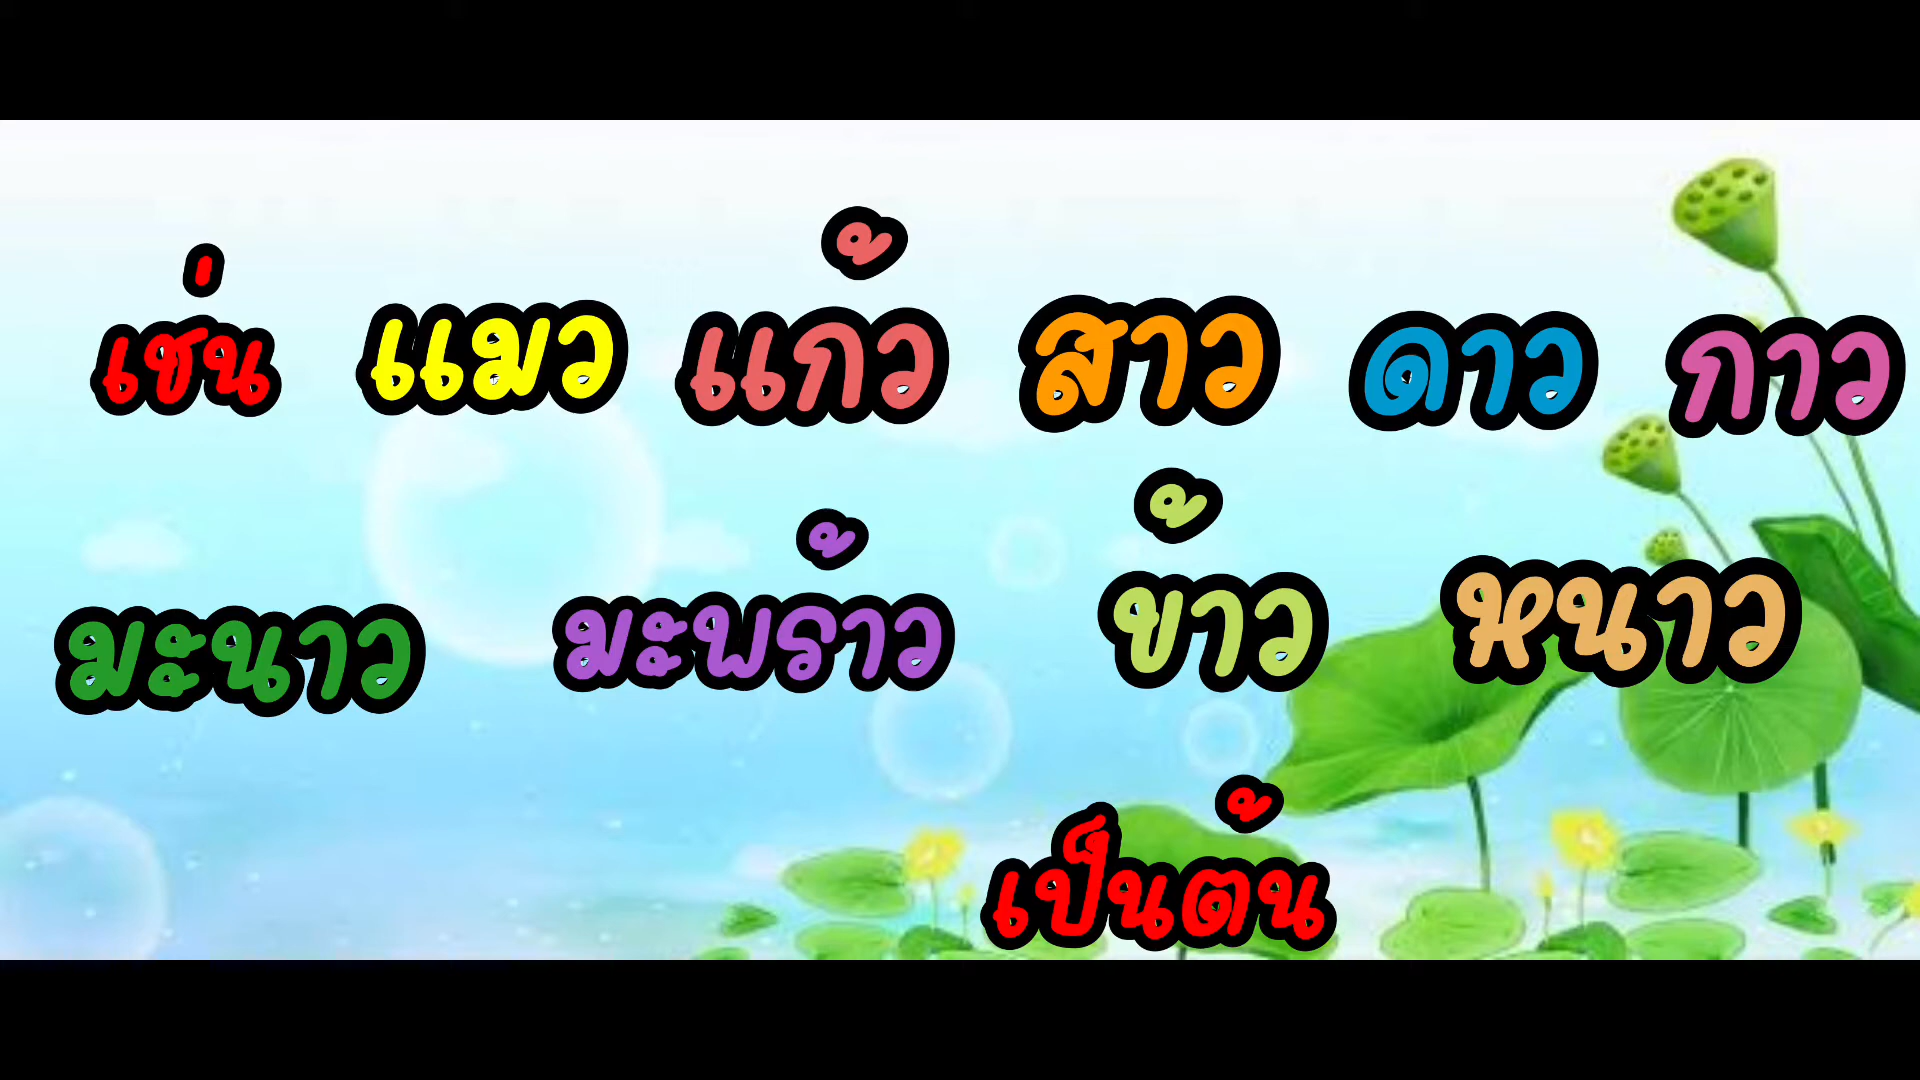 เช่น แมว แก้ว สาว ดาว กาว
มะนาว มะพร้าว ข้าว หนาว
เป็นต้น